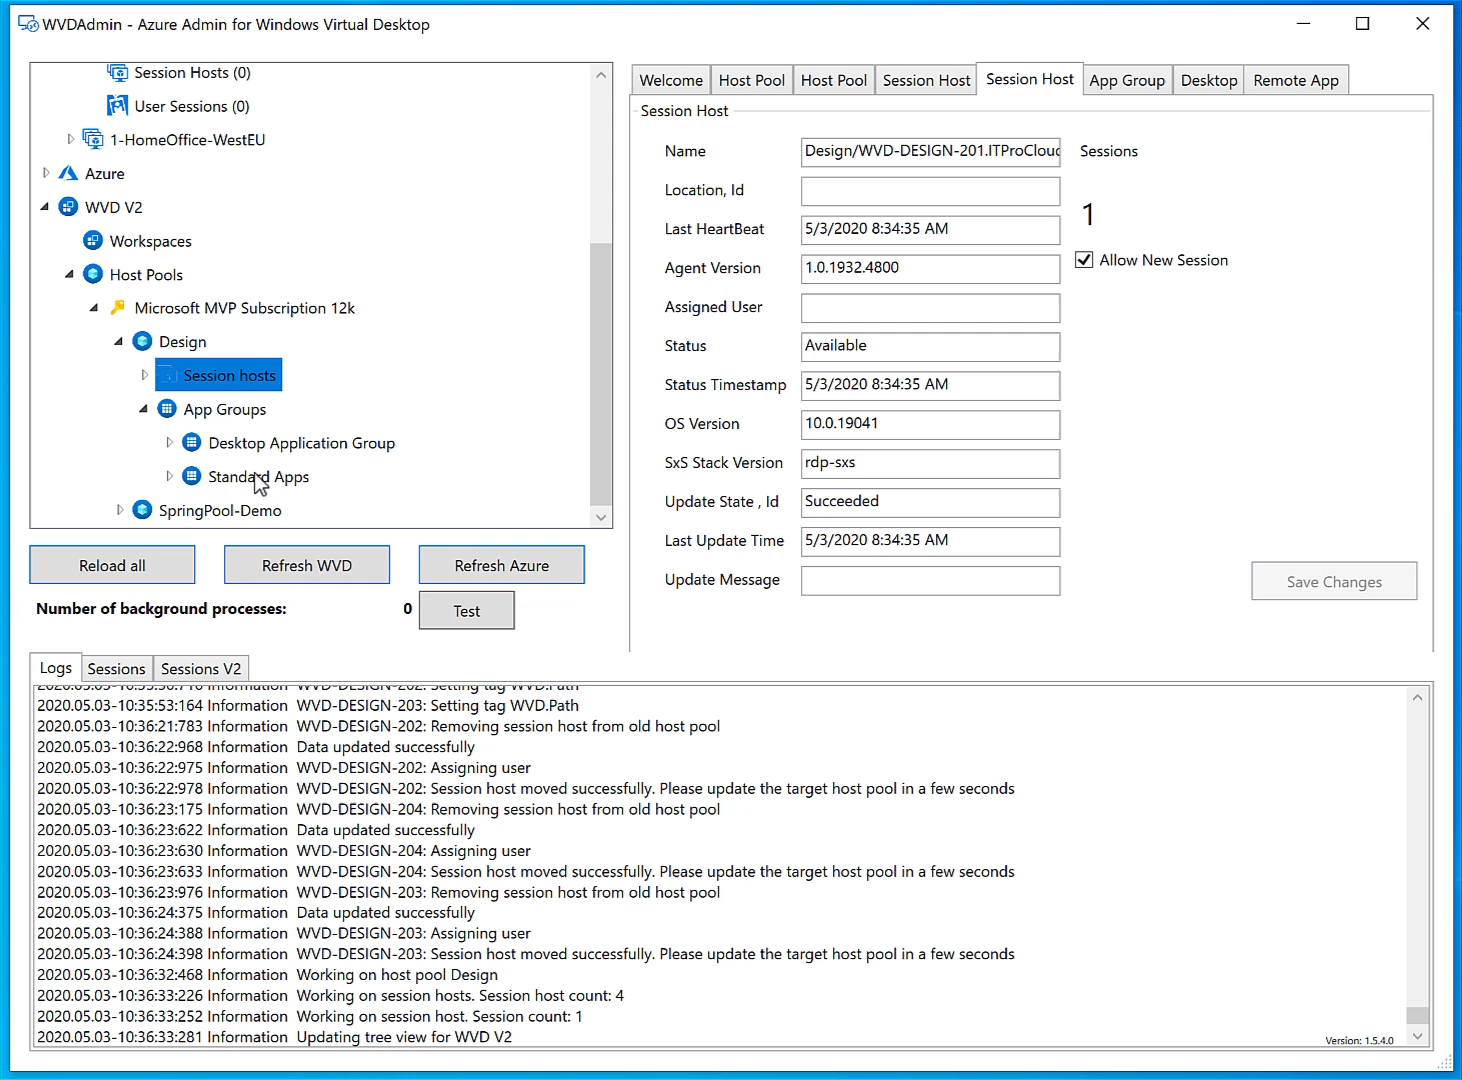 WVDAdmin - Azure Admin for Windows Virtual Desktop
Session Hosts (0)
User Sessions (0)
1-HomeOffice-WestEU
Azure
WVD V2
Workspaces
Host Pools
Microsoft MVP Subscription 12k
Design
Session hosts
App Groups
Desktop Application Group
Standard Apps
SpringPool-Demo
Reload all
Refresh WVD
Refresh Azure
Number of background processes: 0
Test
Welcome
Host Pool
Host Pool
Session Host
Session Host
App Group
Desktop
Remote App
Session Host
Name Design/WVD-DESIGN-201.ITProCloud
Location, Id
Last HeartBeat 5/3/2020 8:34:35 AM
Agent Version 1.0.1932.4800
Assigned User
Status Available
Status Timestamp 5/3/2020 8:34:35 AM
OS Version 10.0.19041
SxS Stack Version rdp-sxs
Update State , Id Succeeded
Last Update Time 5/3/2020 8:34:35 AM
Update Message
Sessions
1
Allow New Session
Save Changes
Logs
Sessions
Sessions V2
2020.05.03-10:35:50:716 Information WVD-DESIGN-202: Setting tag WVD.Path
2020.05.03-10:35:53:164 Information WVD-DESIGN-203: Setting tag WVD.Path
2020.05.03-10:36:21:783 Information WVD-DESIGN-202: Removing session host from old host pool
2020.05.03-10:36:22:968 Information Data updated successfully
2020.05.03-10:36:22:975 Information WVD-DESIGN-202: Assigning user
2020.05.03-10:36:22:978 Information WVD-DESIGN-202: Session host moved successfully. Please update the target host pool in a few seconds
2020.05.03-10:36:23:175 Information WVD-DESIGN-204: Removing session host from old host pool
2020.05.03-10:36:23:622 Information Data updated successfully
2020.05.03-10:36:23:630 Information WVD-DESIGN-204: Assigning user
2020.05.03-10:36:23:633 Information WVD-DESIGN-204: Session host moved successfully. Please update the target host pool in a few seconds
2020.05.03-10:36:23:976 Information WVD-DESIGN-203: Removing session host from old host pool
2020.05.03-10:36:24:375 Information Data updated successfully
2020.05.03-10:36:24:388 Information WVD-DESIGN-203: Assigning user
2020.05.03-10:36:24:398 Information WVD-DESIGN-203: Session host moved successfully. Please update the target host pool in a few seconds
2020.05.03-10:36:32:468 Information Working on host pool Design
2020.05.03-10:36:33:226 Information Working on session hosts. Session host count: 4
2020.05.03-10:36:33:252 Information Working on session host. Session count: 1
2020.05.03-10:36:33:281 Information Updating tree view for WVD V2
Version: 1.5.4.0